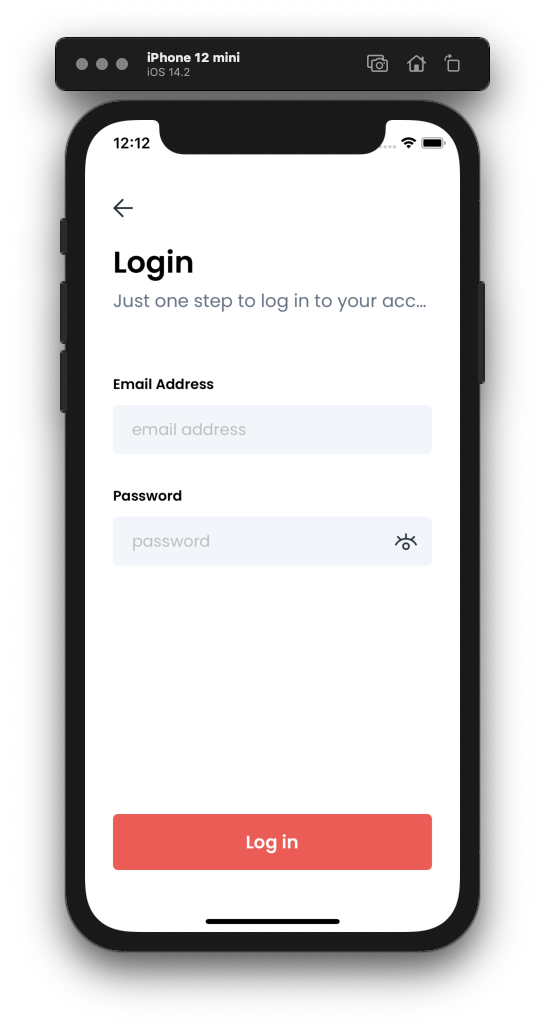 iPhone 12 mini
iOS 14.2
12:12
Login
Just one step to log in to your acc...
Email Address
email address
Password
password
Log in